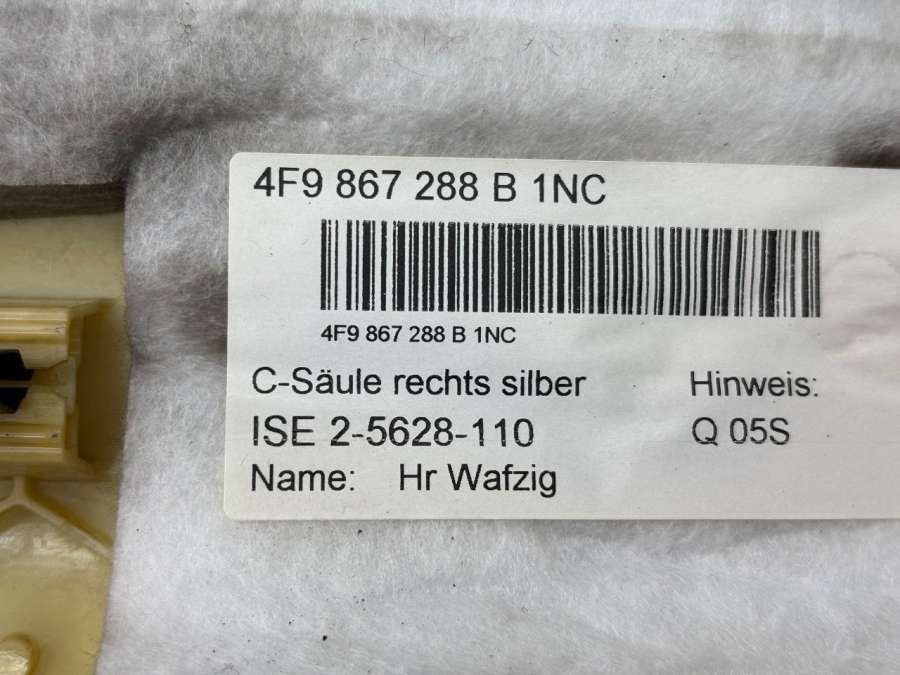 4F9 867 288 B 1NC
4F9 867 288 B 1NC
C-Säule rechts silber
Hinweis:
ISE 2-5628-110
Q 05S
Name: Hr Wafzig